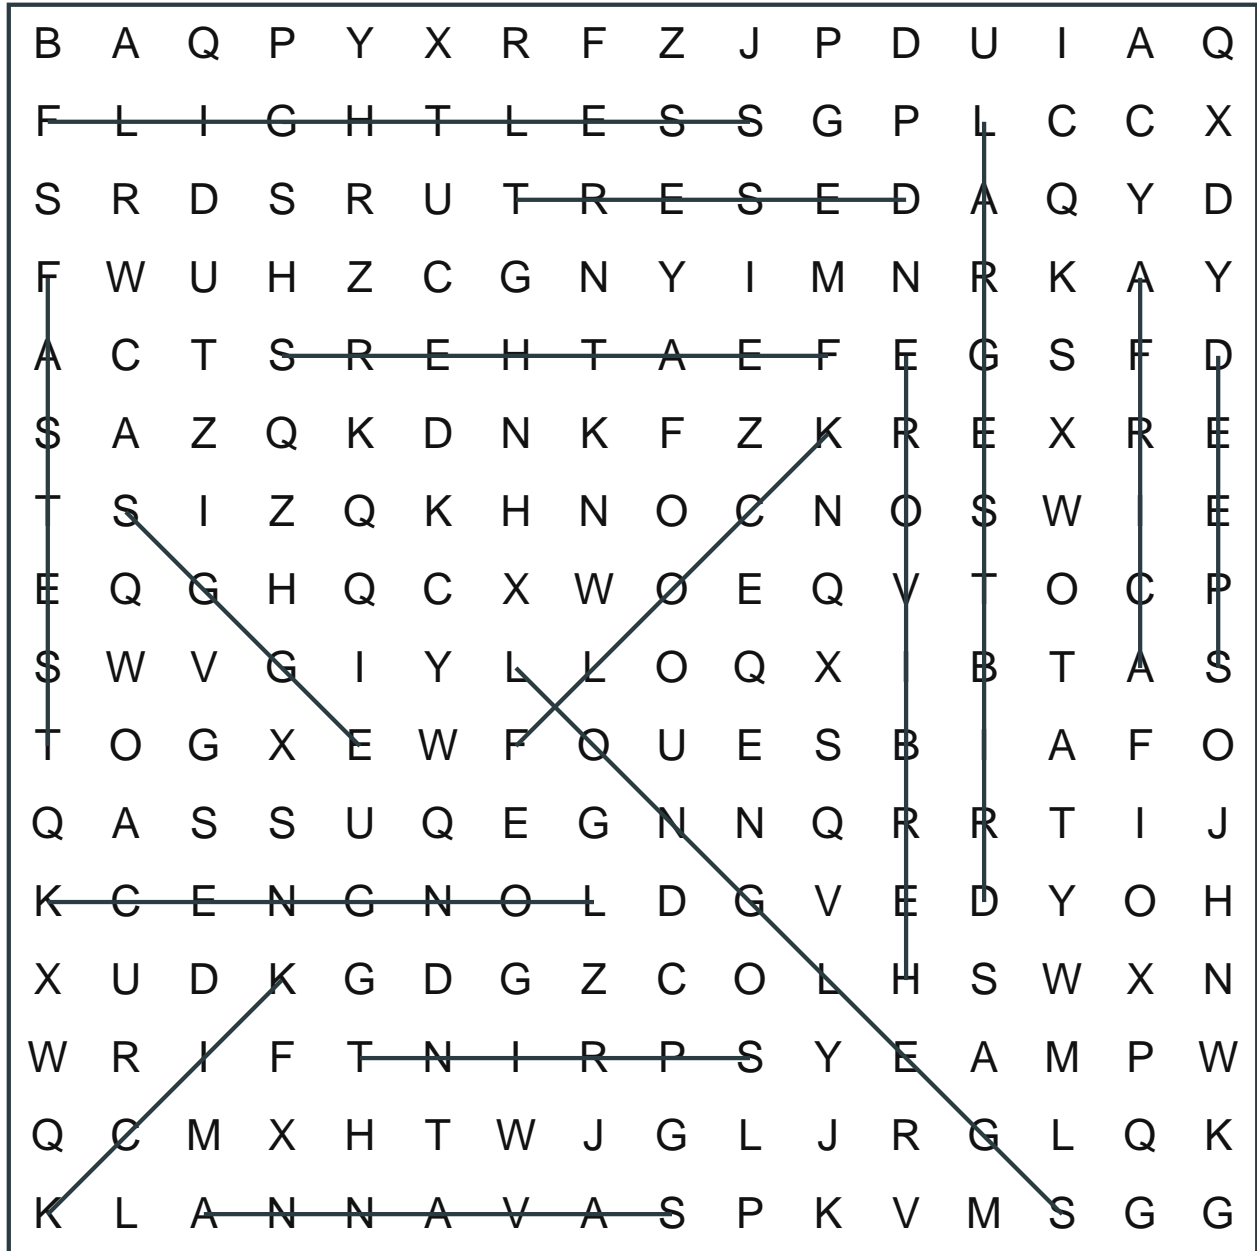 B A Q P Y X R F Z J P D U I A Q
F L I G H T L E S S G P L C C X
S R D S R U T R E S E D A Q Y D
F W U H Z C G N Y I M N R K A Y
A C T S R E H T A E F E G S F D
S A Z Q K D N K F Z K R E X R E
T S I Z Q K H N O C N O S W I E
E Q G H Q C X W O E Q V T O C P
S W V G I Y L L O Q X I B T A S
T O G X E W F O U E S B I A F O
Q A S S U Q E G N N Q R R T I J
K C E N G N O L D G V E D Y O H
X U D K G D G Z C O L H S W X N
W R I F T N I R P S Y E A M P W
Q C M X H T W J G L J R G L Q K
K L A N N A V A S P K V M S G G